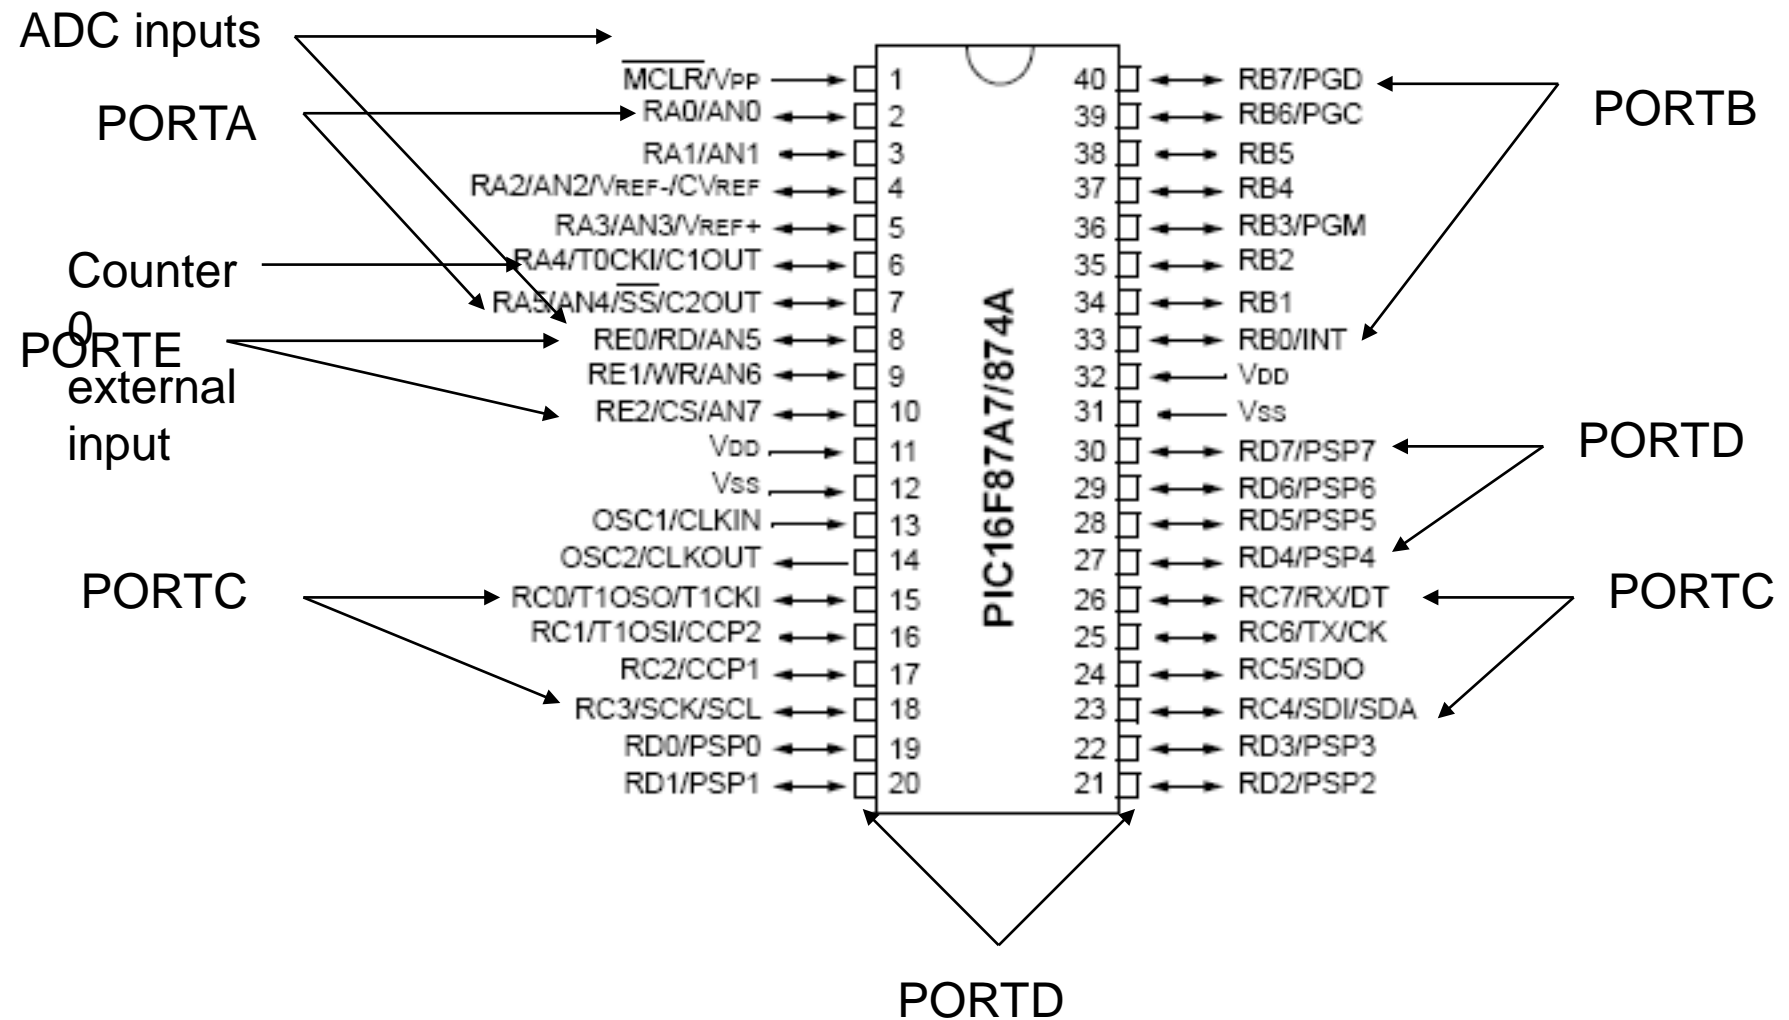 ADC inputs
PORTA
Counter
0
external
input
PORTE
PORTC
MCLR/VPP
RA0/AN0
RA1/AN1
RA2/AN2/VREF-/CVREF
RA3/AN3/VREF+
RA4/T0CKI/C1OUT
RA5/AN4/SS/C2OUT
RE0/RD/AN5
RE1/WR/AN6
RE2/CS/AN7
VDD
VSS
OSC1/CLKIN
OSC2/CLKOUT
RC0/T1OSO/T1CKI
RC1/T1OSI/CCP2
RC2/CCP1
RC3/SCK/SCL
RD0/PSP0
RD1/PSP1
1
2
3
4
5
6
7
8
9
10
11
12
13
14
15
16
17
18
19
20
PIC16F87A7/874A
40
39
38
37
36
35
34
33
32
31
30
29
28
27
26
25
24
23
22
21
RB7/PGD
RB6/PGC
RB5
RB4
RB3/PGM
RB2
RB1
RB0/INT
VDD
VSS
RD7/PSP7
RD6/PSP6
RD5/PSP5
RD4/PSP4
RC7/RX/DT
RC6/TX/CK
RC5/SDO
RC4/SDI/SDA
RD3/PSP3
RD2/PSP2
PORTB
PORTD
PORTC
PORTD